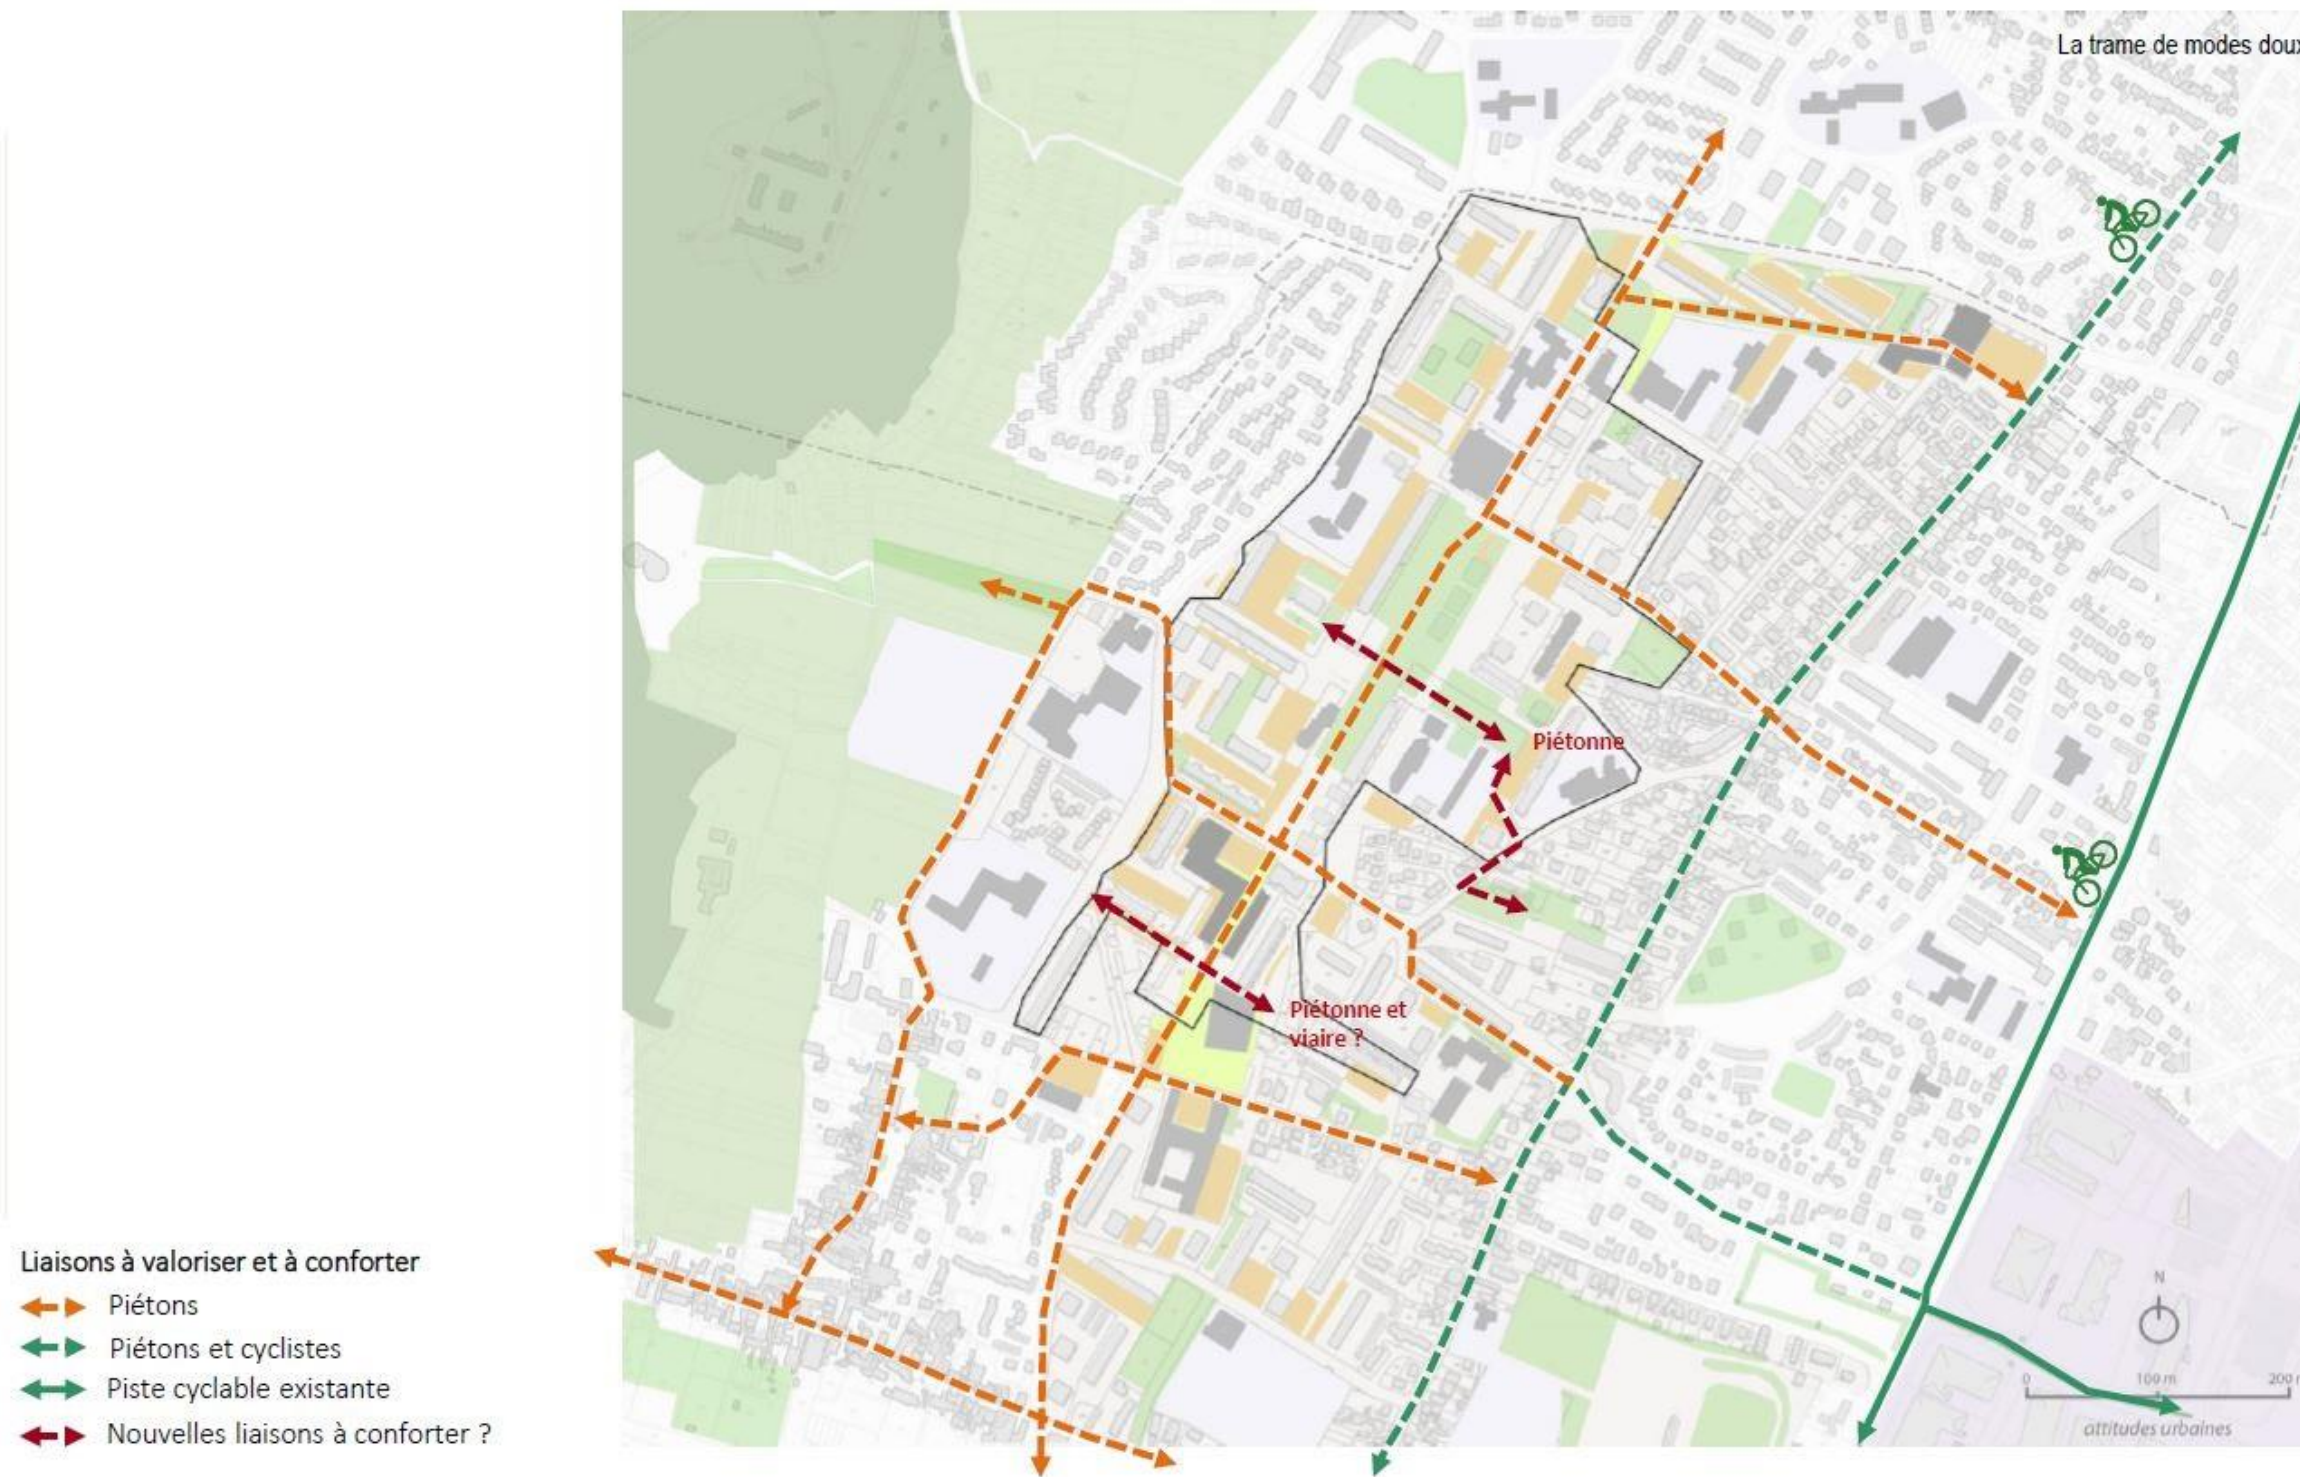 La trame de modes doux
Piétonne
Piétonne et
viaire ?
Liaisons à valoriser et à conforter
Piétons
Piétons et cyclistes
Piste cyclable existante
Nouvelles liaisons à conforter ?
N
0 100 m 200 m
attitudes urbaines